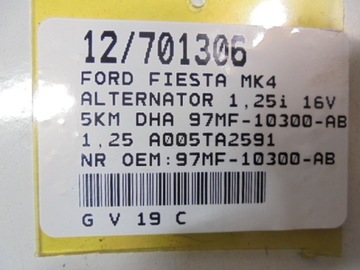 12/701306
FORD FIESTA MK4
ALTERNATOR 1,25i 16V
5KM DHA 97MF-10300-AB
1,25 A005TA2591
NR OEM:97MF-10300-AB
G V 19 C